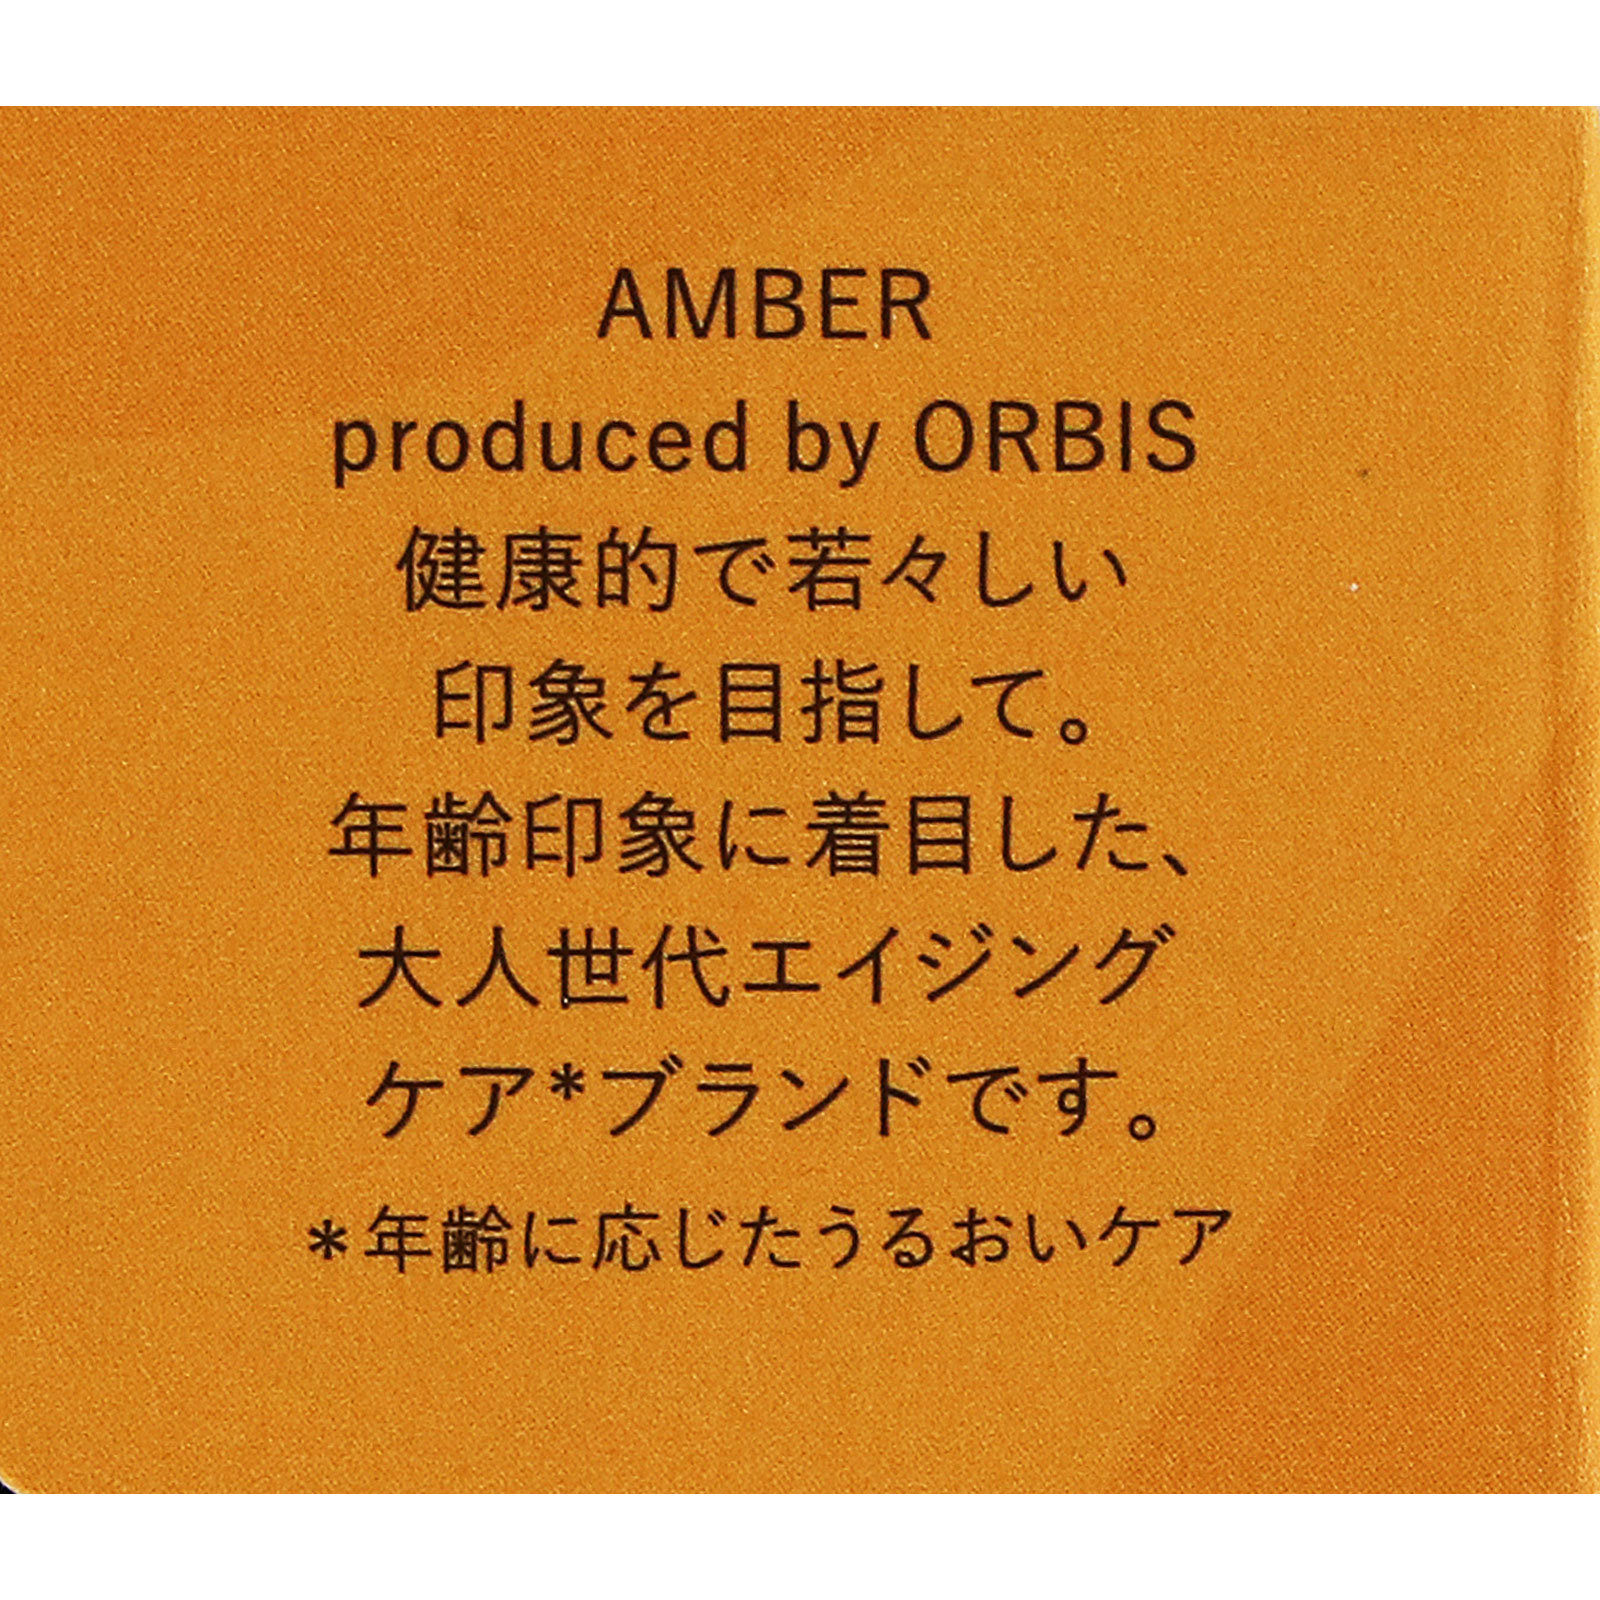 AMBER
produced by ORBIS
健康的で若々しい
印象を目指して。
年齢印象に着目した、
大人世代エイジング
ケア*ブランドです。
*年齢に応じたうるおいケア